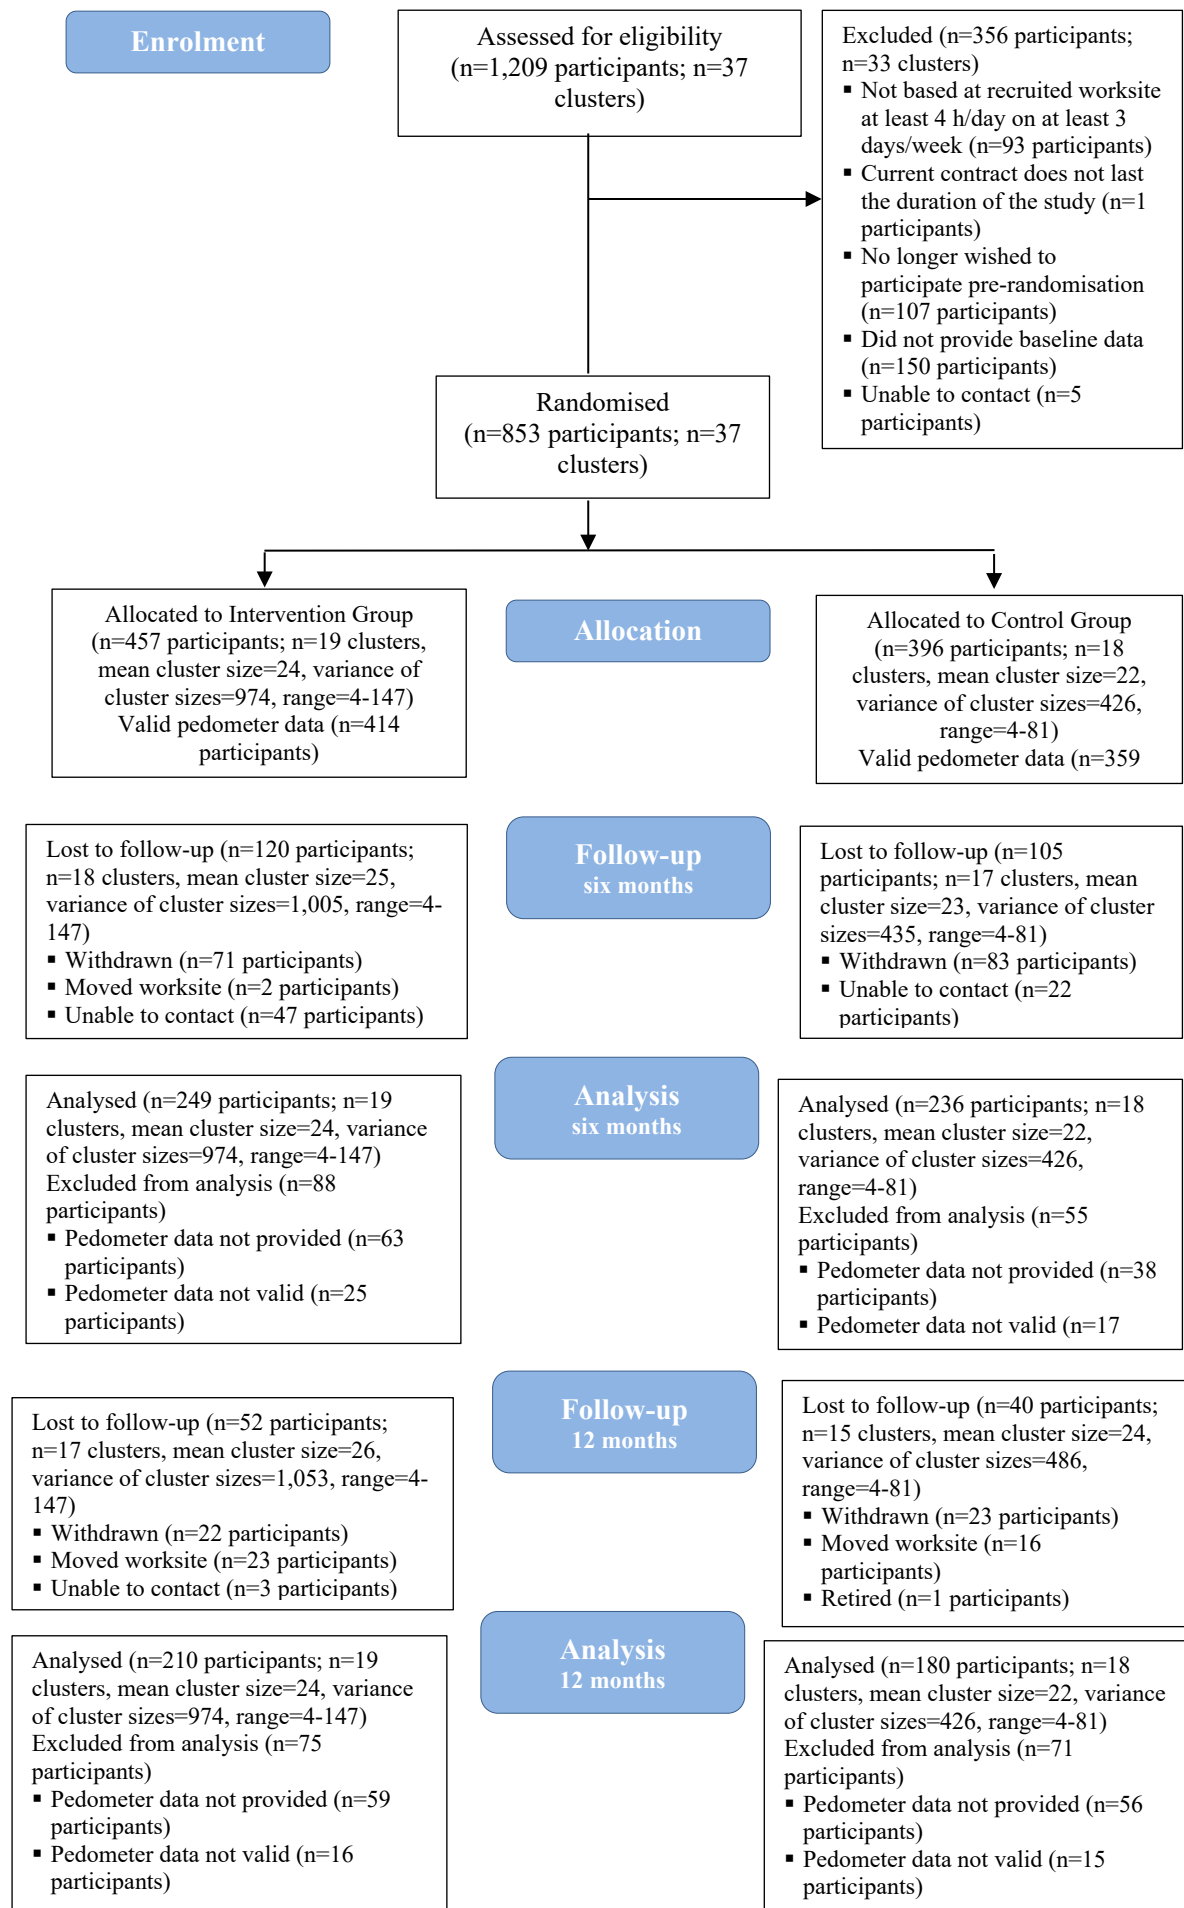 Enrolment
Assessed for eligibility
(n=1,209 participants; n=37
clusters)
Excluded (n=356 participants;
n=33 clusters)
▪ Not based at recruited worksite
at least 4 h/day on at least 3
days/week (n=93 participants)
▪ Current contract does not last
the duration of the study (n=1
participants)
▪ No longer wished to
participate pre-randomisation
(n=107 participants)
▪ Did not provide baseline data
(n=150 participants)
▪ Unable to contact (n=5
participants)
Randomised
(n=853 participants; n=37
clusters)
Allocated to Intervention Group
(n=457 participants; n=19 clusters,
mean cluster size=24, variance of
cluster sizes=974, range=4-147)
Valid pedometer data (n=414
participants)
Allocation
Allocated to Control Group
(n=396 participants; n=18
clusters, mean cluster size=22,
variance of cluster sizes=426,
range=4-81)
Valid pedometer data (n=359
Lost to follow-up (n=120 participants;
n=18 clusters, mean cluster size=25,
variance of cluster sizes=1,005, range=4-
147)
▪ Withdrawn (n=71 participants)
▪ Moved worksite (n=2 participants)
▪ Unable to contact (n=47 participants)
Follow-up
six months
Lost to follow-up (n=105
participants; n=17 clusters, mean
cluster size=23, variance of cluster
sizes=435, range=4-81)
▪ Withdrawn (n=83 participants)
▪ Unable to contact (n=22
participants)
Analysed (n=249 participants; n=19
clusters, mean cluster size=24, variance
of cluster sizes=974, range=4-147)
Excluded from analysis (n=88
participants)
▪ Pedometer data not provided (n=63
participants)
▪ Pedometer data not valid (n=25
participants)
Analysis
six months
Analysed (n=236 participants; n=18
clusters, mean cluster size=22,
variance of cluster sizes=426,
range=4-81)
Excluded from analysis (n=55
participants)
▪ Pedometer data not provided (n=38
participants)
▪ Pedometer data not valid (n=17
Lost to follow-up (n=52 participants;
n=17 clusters, mean cluster size=26,
variance of cluster sizes=1,053, range=4-
147)
▪ Withdrawn (n=22 participants)
▪ Moved worksite (n=23 participants)
▪ Unable to contact (n=3 participants)
Follow-up
12 months
Lost to follow-up (n=40 participants;
n=15 clusters, mean cluster size=24,
variance of cluster sizes=486,
range=4-81)
▪ Withdrawn (n=23 participants)
▪ Moved worksite (n=16
participants)
▪ Retired (n=1 participants)
Analysed (n=210 participants; n=19
clusters, mean cluster size=24, variance
of cluster sizes=974, range=4-147)
Excluded from analysis (n=75
participants)
▪ Pedometer data not provided (n=59
participants)
▪ Pedometer data not valid (n=16
participants)
Analysis
12 months
Analysed (n=180 participants; n=18
clusters, mean cluster size=22, variance
of cluster sizes=426, range=4-81)
Excluded from analysis (n=71
participants)
▪ Pedometer data not provided (n=56
participants)
▪ Pedometer data not valid (n=15
participants)